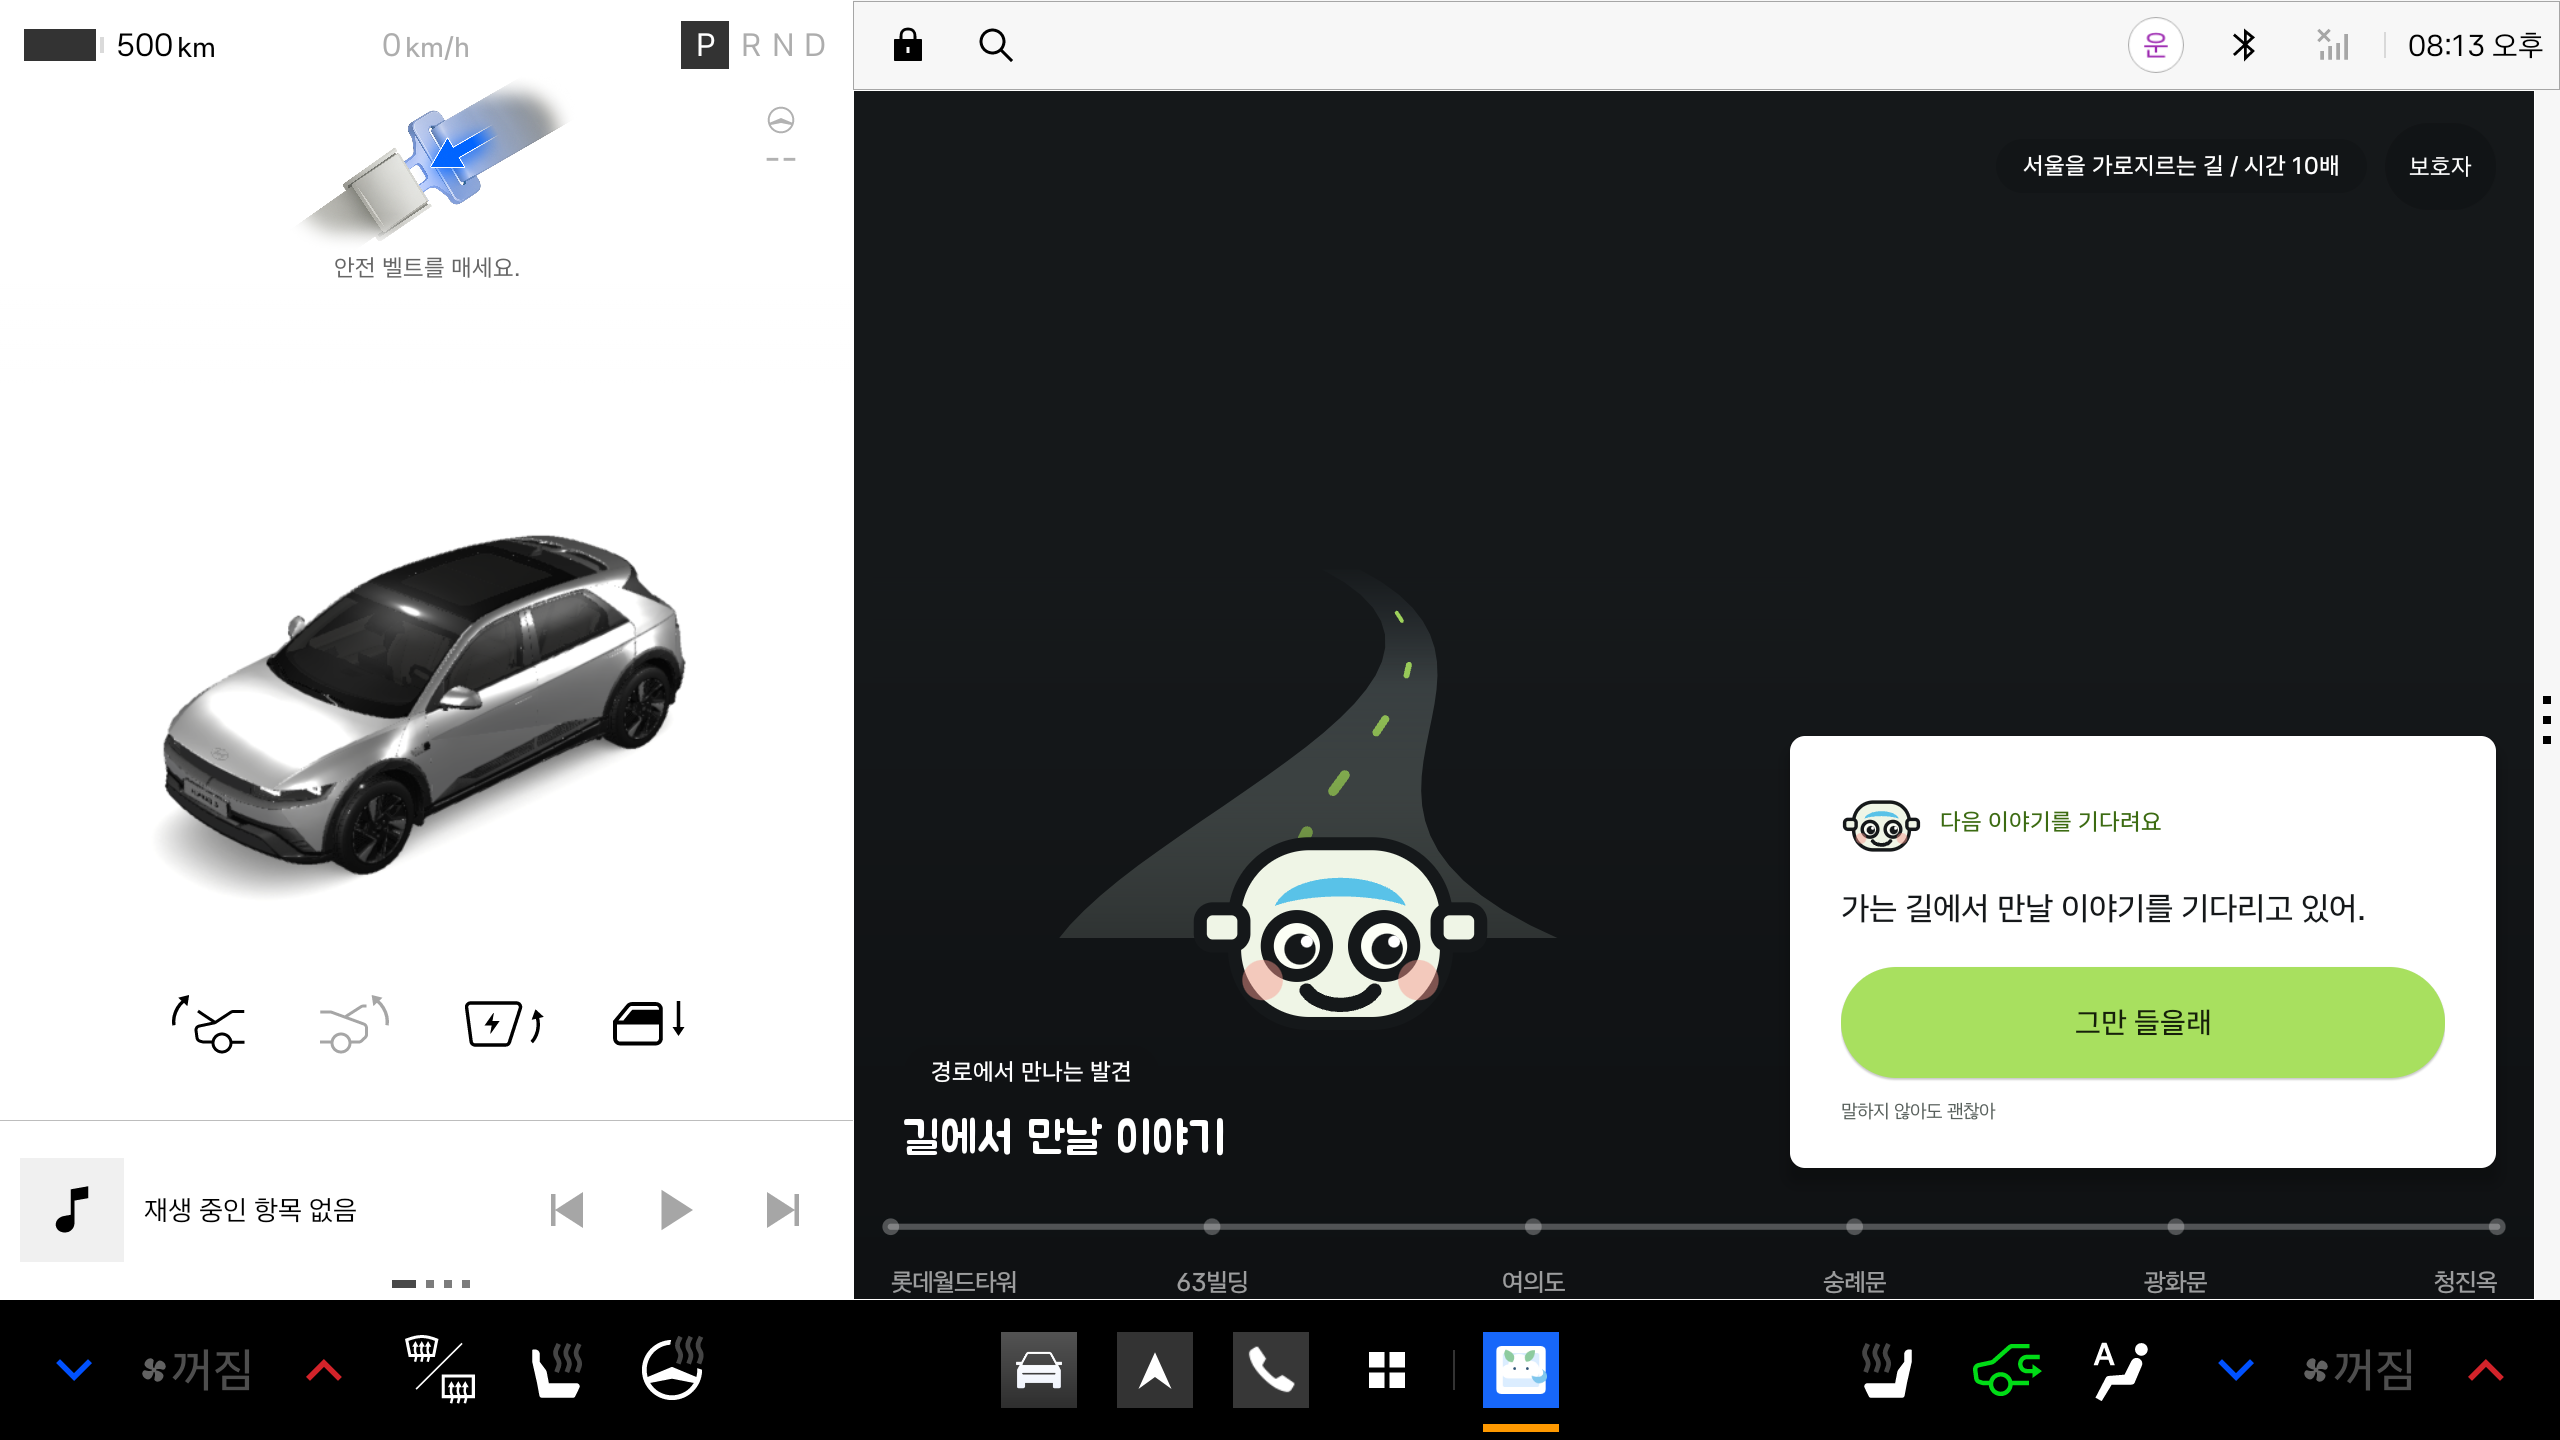 500 km
0 km/h
P R N D
08:13 오후
운
안전 벨트를 매세요.
서울을 가로지르는 길 / 시간 10배
보호자
다음 이야기를 기다려요
가는 길에서 만날 이야기를 기다리고 있어.
그만 들을래
말하지 않아도 괜찮아
경로에서 만나는 발견
길에서 만날 이야기
재생 중인 항목 없음
롯데월드타워
63빌딩
여의도
숭례문
광화문
청진옥
꺼짐
A
꺼짐